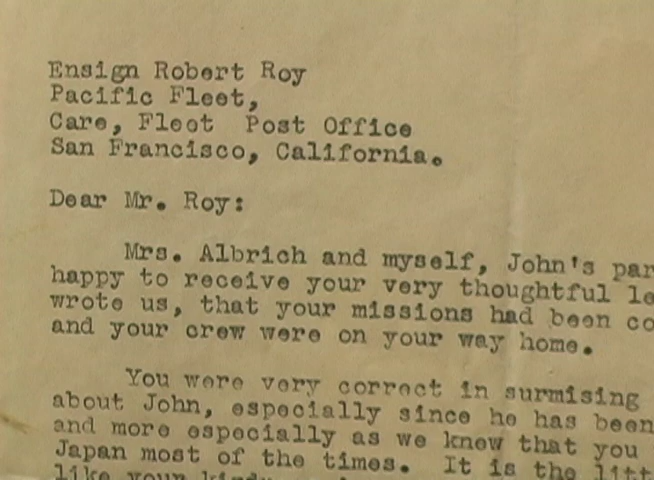 Ensign Robert Roy
Pacific Fleet,
Care, Fleet Post Office
San Francisco, California.
Dear Mr. Roy:
Mrs. Albrich and myself, John's par
happy to receive your very thoughtful le
wrote us, that your missions had been co
and your crew were on your way home.
You were very correct in surmising
about John, especially since he has been
and more especially as we knew that you
Japan most of the times. It is the litt
like your